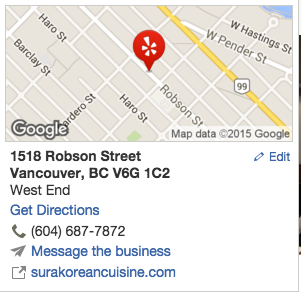 Haro St
W Hastings St
W Pender St
Barclay St
99
Robson St
Haro St
Cardero St
Google
Map data ©2015 Google
1518 Robson Street
Edit
Vancouver, BC V6G 1C2
West End
Get Directions
(604) 687-7872
Message the business
surakoreancuisine.com